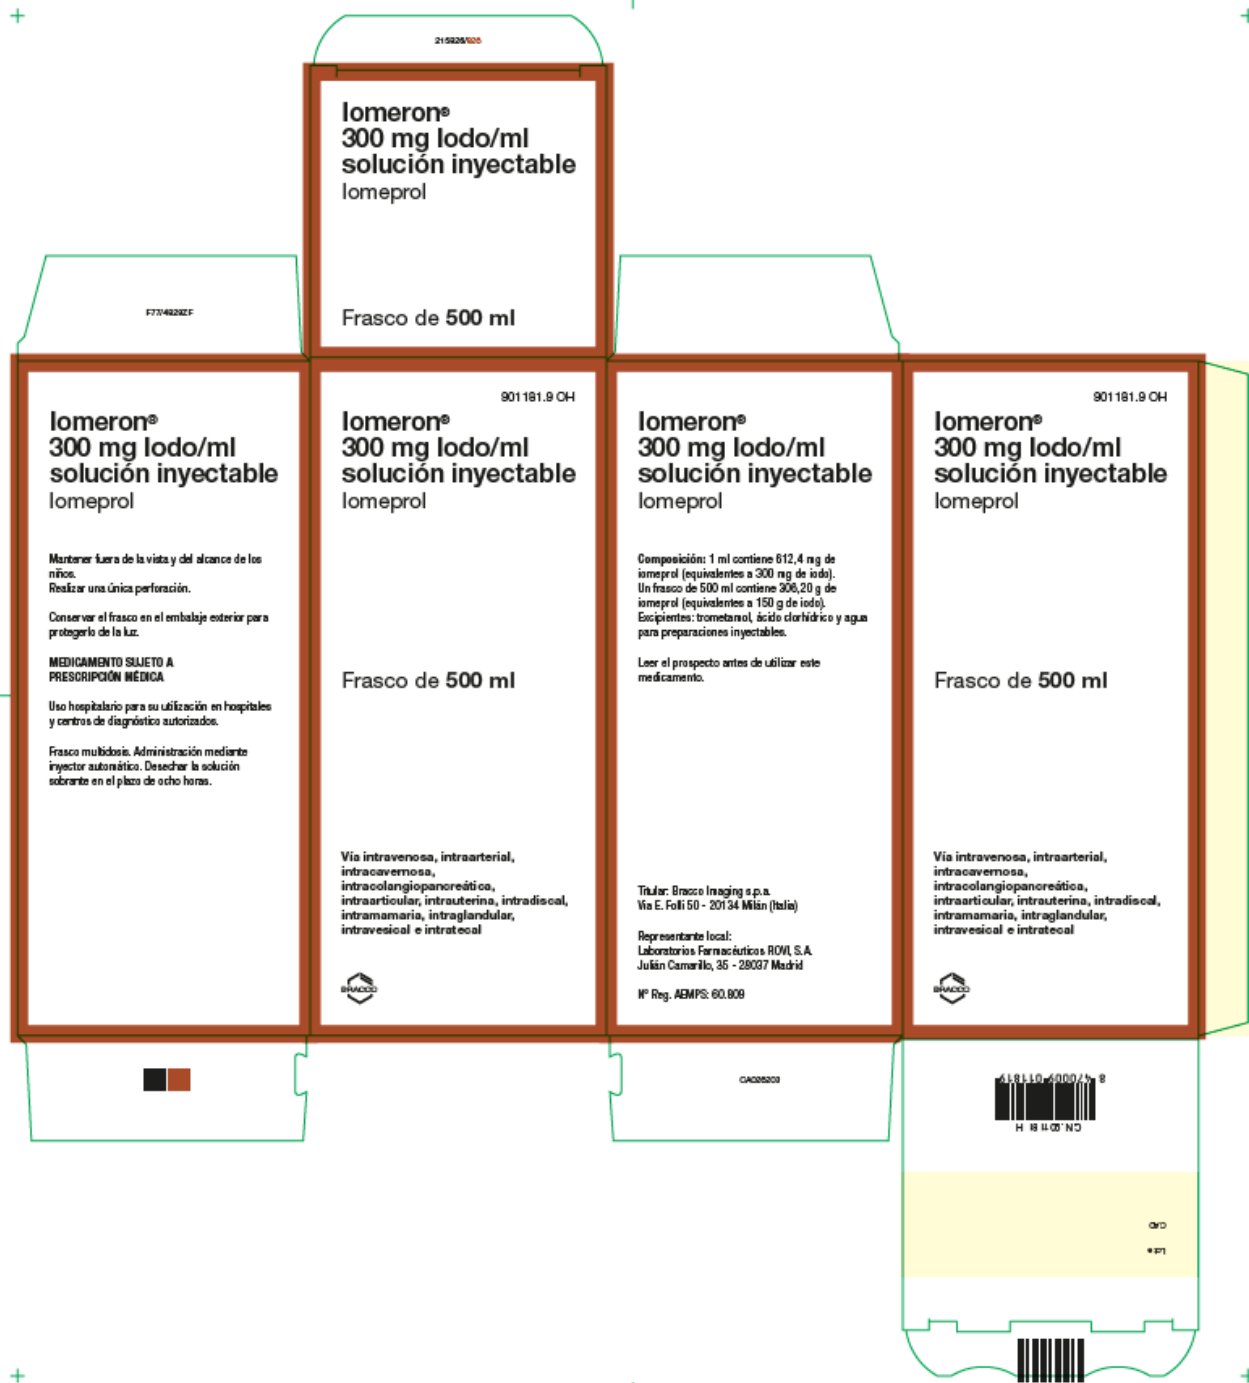 215926/926
Iomeron®
300 mg Iodo/ml
solución inyectable
Iomeprol
Frasco de 500 ml
Iomeron®
300 mg Iodo/ml
solución inyectable
Iomeprol
Mantener fuera de la vista y del alcance de los
niños.
Realizar una única perforación.
Conservar el frasco en el embalaje exterior para
protegerlo de la luz.
MEDICAMENTO SUJETO A
PRESCRIPCIÓN MÉDICA
Uso hospitalario para su utilización en hospitales
y centros de diagnóstico autorizados.
Frasco multidosis. Administración mediante
inyector automático. Desechar la solución
sobrante en el plazo de ocho horas.
901181.9 OH
Iomeron®
300 mg Iodo/ml
solución inyectable
Iomeprol
Frasco de 500 ml
Vía intravenosa, intraarterial,
intracavernosa,
intracolangiopancreática,
intraarticular, intrauterina, intradiscal,
intramamaria, intraglandular,
intravesical e intratecal
BRACCO
Iomeron®
300 mg Iodo/ml
solución inyectable
Iomeprol
Composición: 1 ml contiene 612,4 mg de
iomeprol (equivalentes a 300 mg de iodo).
Un frasco de 500 ml contiene 306,20 g de
iomeprol (equivalentes a 150 g de iodo).
Excipientes: trometamol, ácido clorhídrico y agua
para preparaciones inyectables.
Leer el prospecto antes de utilizar este
medicamento.
Titular: Bracco Imaging s.p.a.
Via E. Folli 50 - 20134 Milán (Italia)
Representante local:
Laboratorios Farmacéuticos ROVI, S.A.
Julián Camarillo, 35 - 28037 Madrid
Nº Reg. AEMPS: 60.809
901181.9 OH
Iomeron®
300 mg Iodo/ml
solución inyectable
Iomeprol
Frasco de 500 ml
Vía intravenosa, intraarterial,
intracavernosa,
intracolangiopancreática,
intraarticular, intrauterina, intradiscal,
intramamaria, intraglandular,
intravesical e intratecal
BRACCO
8 470009 011819
CN. 901181 H
CAD
Lote